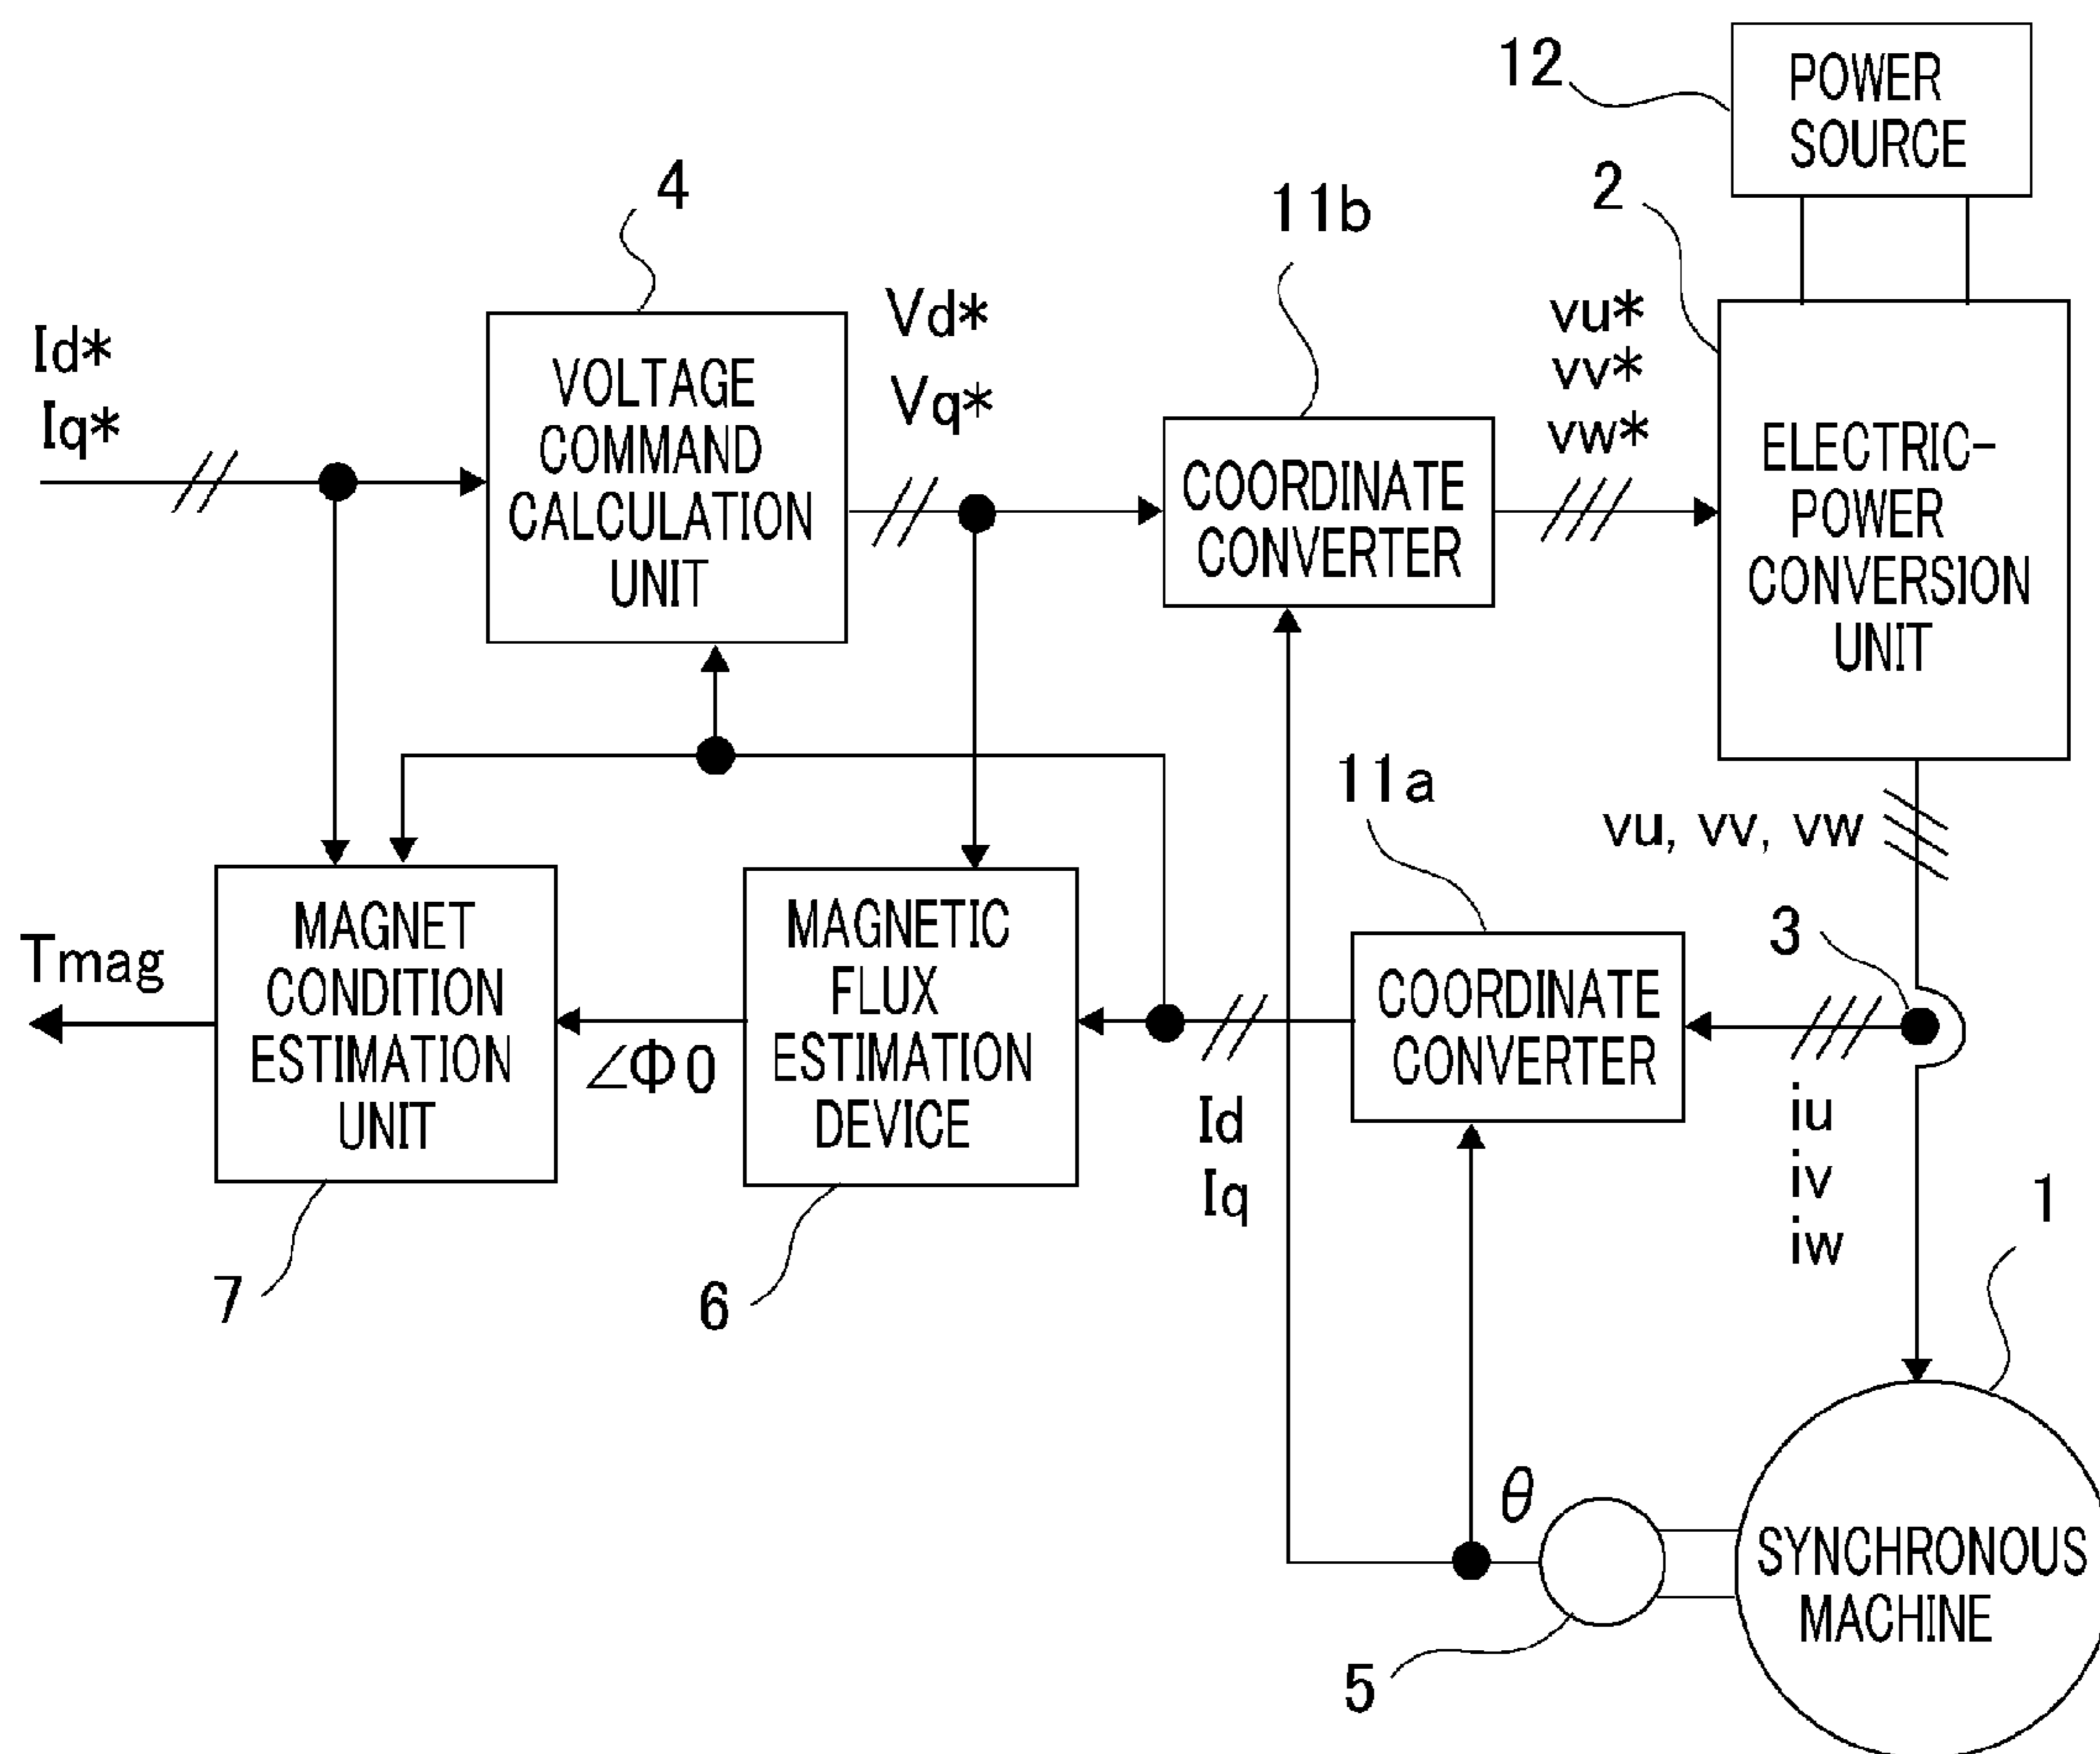 12
POWER
SOURCE
4
11b
2
Id*
Iq*
VOLTAGE
COMMAND
CALCULATION
UNIT
Vd*
Vq*
COORDINATE
CONVERTER
vu*
vv*
vw*
ELECTRIC-
POWER
CONVERSION
UNIT
11a
vu, vv, vw
3
Tmag
MAGNET
CONDITION
ESTIMATION
UNIT
∠Φ0
MAGNETIC
FLUX
ESTIMATION
DEVICE
Id
Iq
COORDINATE
CONVERTER
iu
iv
iw
1
7
6
θ
5
SYNCHRONOUS
MACHINE